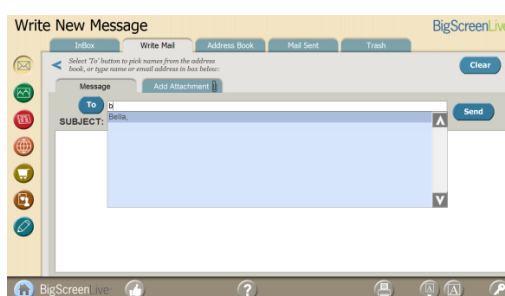 Write New Message
BigScreenLive
InBox Write Mail Address Book Mail Sent Trash
Select 'To' button to pick names from the address
book, or type name or email address in box below:
Clear
Message Add Attachment
To b
Send
SUBJECT: Bella,
BigScreenLive